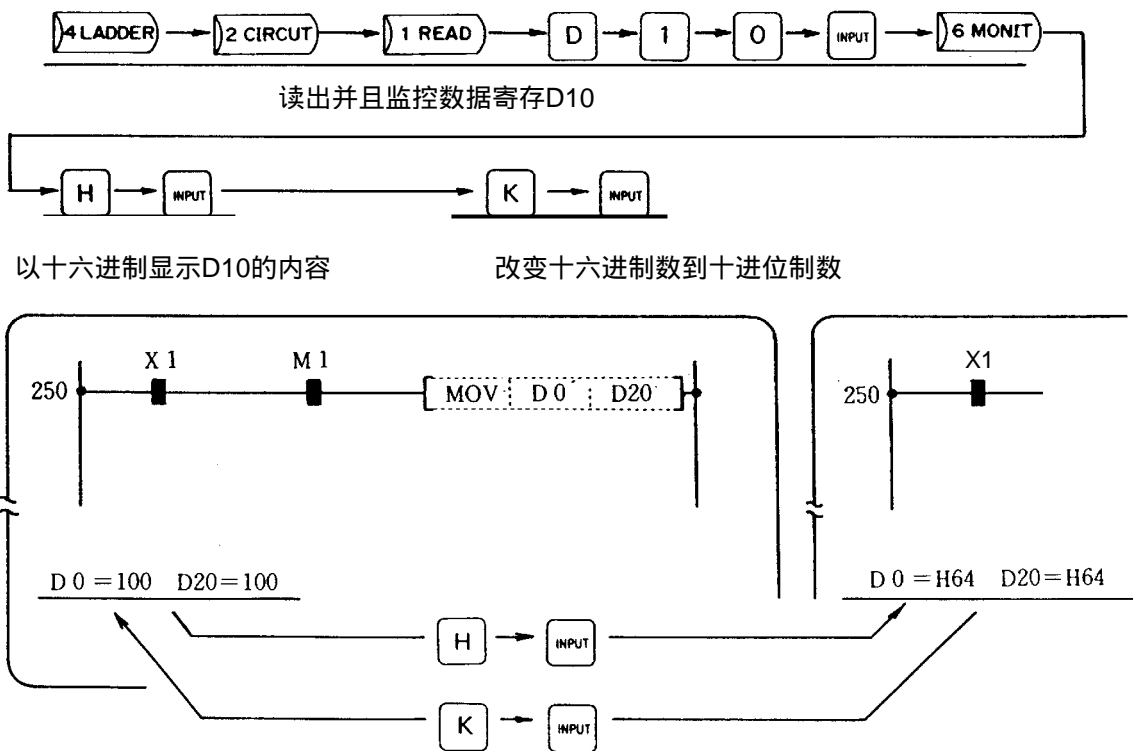 4 LADDER 2 CIRCUT 1 READ D 1 0 INPUT 6 MONIT
读出并且监控数据寄存D10
H INPUT K INPUT
以十六进制显示D10的内容 改变十六进制数到十进位制数
X 1 M 1 X1
250 MOV D 0 D20 250
D 0 =100 D20=100 D 0 =H64 D20=H64
H INPUT
K INPUT